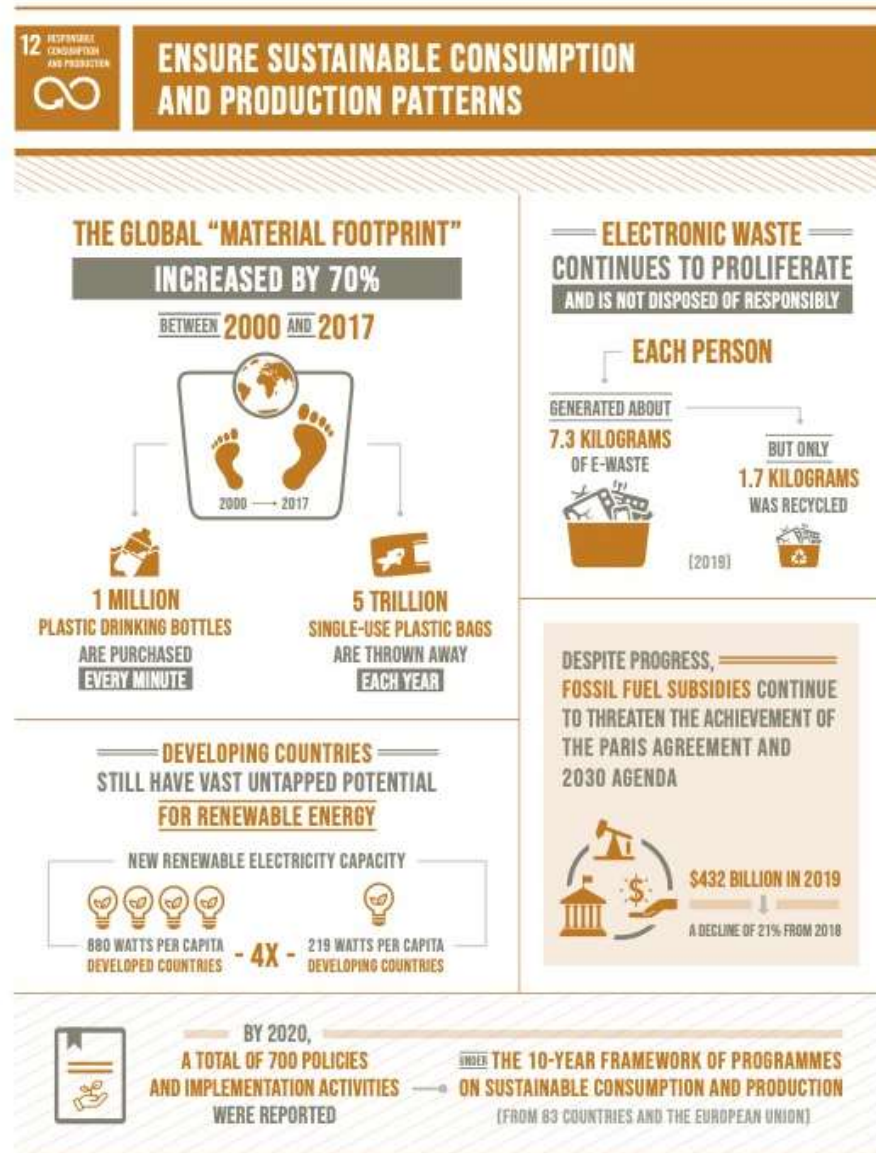 12 RESPONSIBLE
CONSUMPTION
AND PRODUCTION
ENSURE SUSTAINABLE CONSUMPTION
AND PRODUCTION PATTERNS
THE GLOBAL “MATERIAL FOOTPRINT”
INCREASED BY 70%
BETWEEN 2000 AND 2017
2000 2017
1 MILLION
PLASTIC DRINKING BOTTLES
ARE PURCHASED
EVERY MINUTE
5 TRILLION
SINGLE-USE PLASTIC BAGS
ARE THROWN AWAY
EACH YEAR
ELECTRONIC WASTE
CONTINUES TO PROLIFERATE
AND IS NOT DISPOSED OF RESPONSIBLY
EACH PERSON
GENERATED ABOUT
7.3 KILOGRAMS
OF E-WASTE
BUT ONLY
1.7 KILOGRAMS
WAS RECYCLED
(2019)
DEVELOPING COUNTRIES
STILL HAVE VAST UNTAPPED POTENTIAL
FOR RENEWABLE ENERGY
NEW RENEWABLE ELECTRICITY CAPACITY
880 WATTS PER CAPITA
DEVELOPED COUNTRIES
- 4X -
219 WATTS PER CAPITA
DEVELOPING COUNTRIES
DESPITE PROGRESS,
FOSSIL FUEL SUBSIDIES CONTINUE
TO THREATEN THE ACHIEVEMENT OF
THE PARIS AGREEMENT AND
2030 AGENDA
$
$432 BILLION IN 2019
A DECLINE OF 21% FROM 2018
BY 2020,
A TOTAL OF 700 POLICIES
AND IMPLEMENTATION ACTIVITIES
WERE REPORTED
UNDER THE 10-YEAR FRAMEWORK OF PROGRAMMES
ON SUSTAINABLE CONSUMPTION AND PRODUCTION
(FROM 83 COUNTRIES AND THE EUROPEAN UNION)